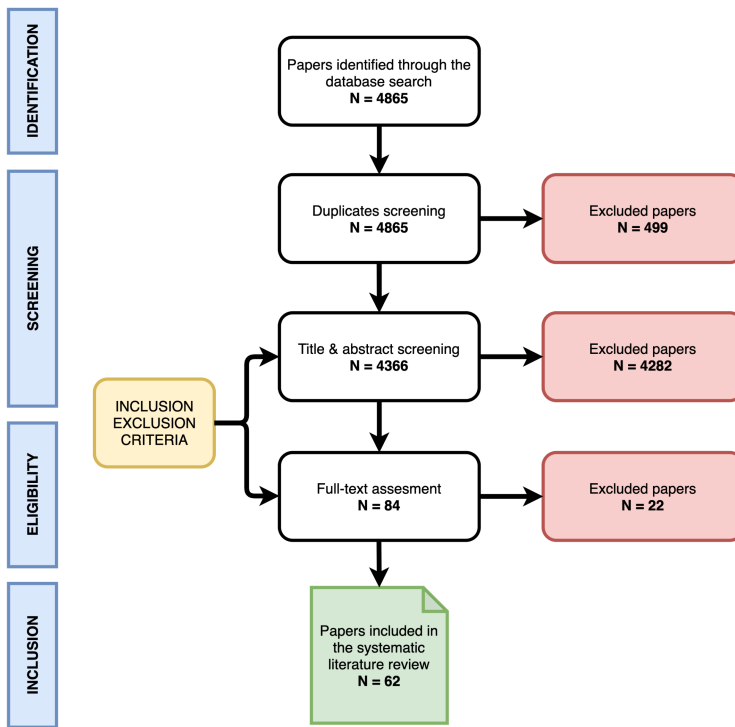 IDENTIFICATION
Papers identified through the
database search
N = 4865
SCREENING
Duplicates screening
N = 4865
Excluded papers
N = 499
Title & abstract screening
N = 4366
Excluded papers
N = 4282
INCLUSION
EXCLUSION
CRITERIA
ELIGIBILITY
Full-text assesment
N = 84
Excluded papers
N = 22
INCLUSION
Papers included in
the systematic
literature review
N = 62